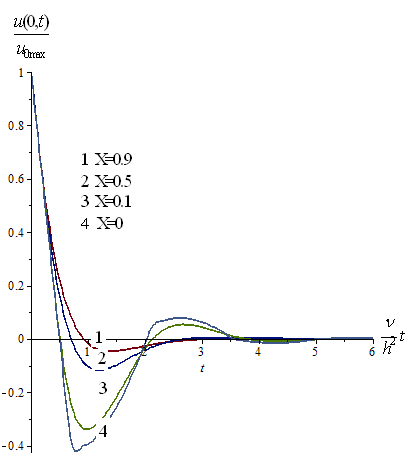 u(0,t)
u0max
1
0.8
1 X=0.9
0.6
2 X=0.5
3 X=0.1
0.4
4 X=0
0.2
ν
0 1 1 2 3 4 5 6 h² t
2 t
-0.2 3
4
-0.4